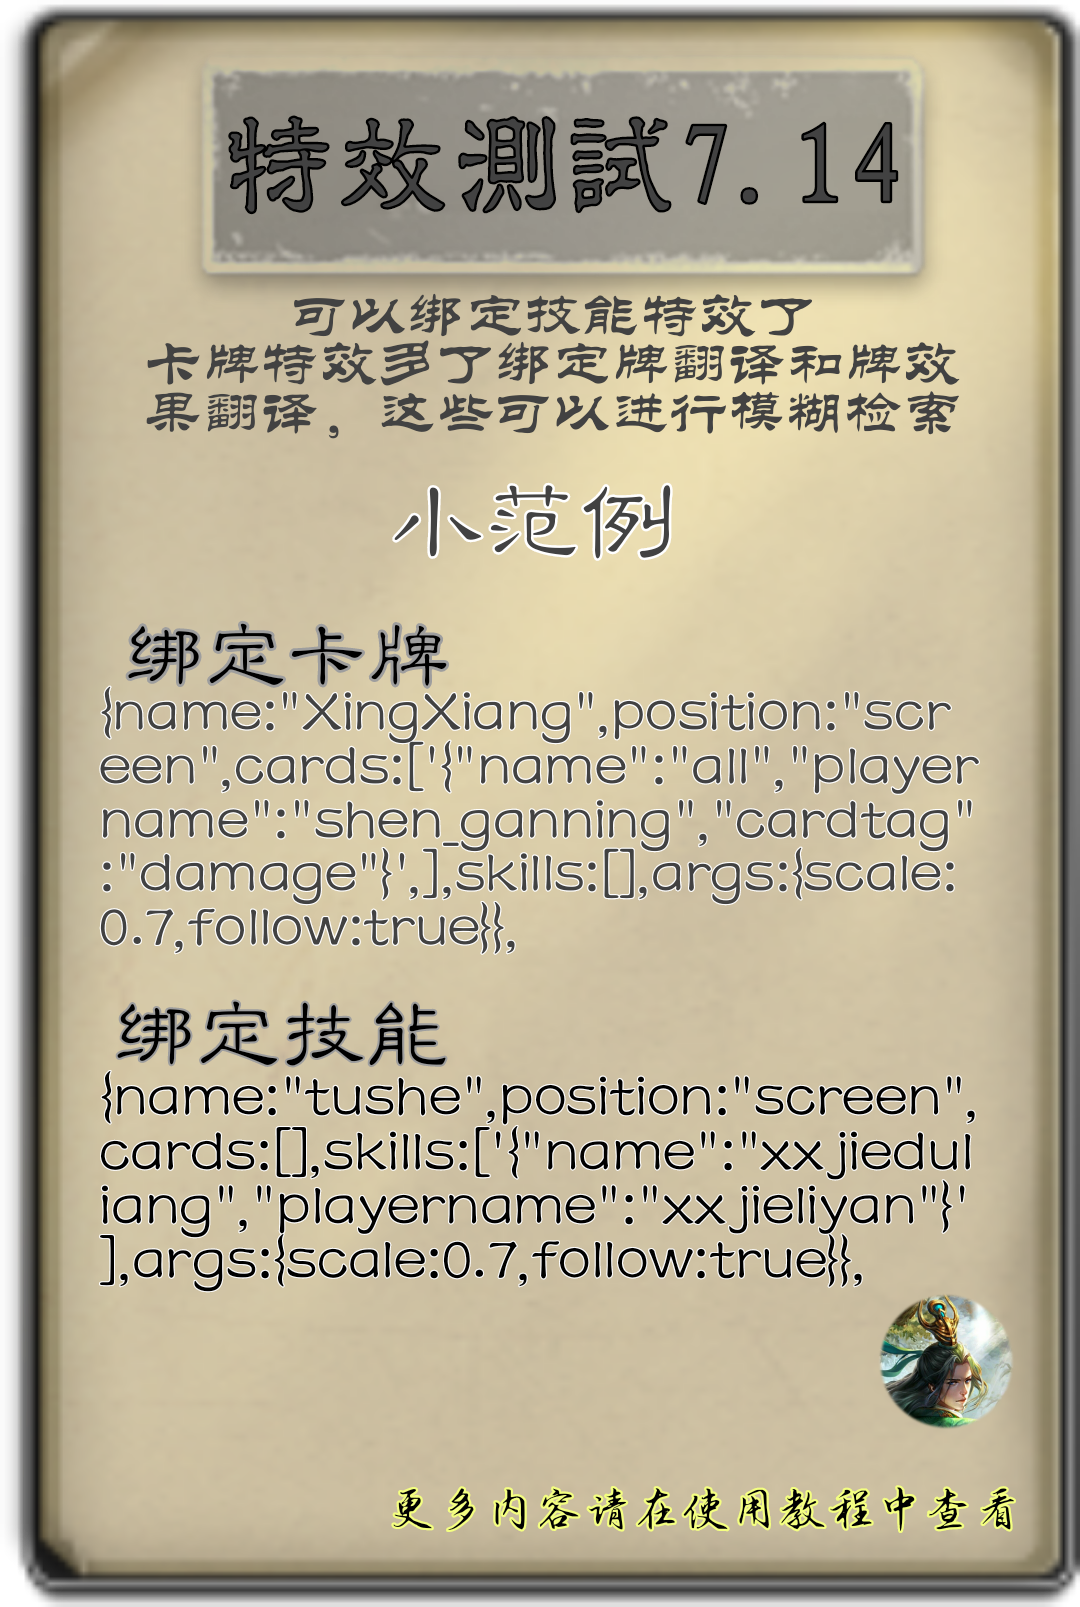 特效測試7.14
可以绑定技能特效了
卡牌特效多了绑定牌翻译和牌效
果翻译，这些可以进行模糊检索
小范例
绑定卡牌
{name:"XingXiang",position:"scr
een",cards:['{"name":"all","player
name":"shen_ganning","cardtag"
:"damage"}',],skills:[],args:{scale:
0.7,follow:true}},
绑定技能
{name:"tushe",position:"screen",
cards:[],skills:['{"name":"xxjiedul
iang","playername":"xxjieliyan"}'
],args:{scale:0.7,follow:true}},
更多内容请在使用教程中查看